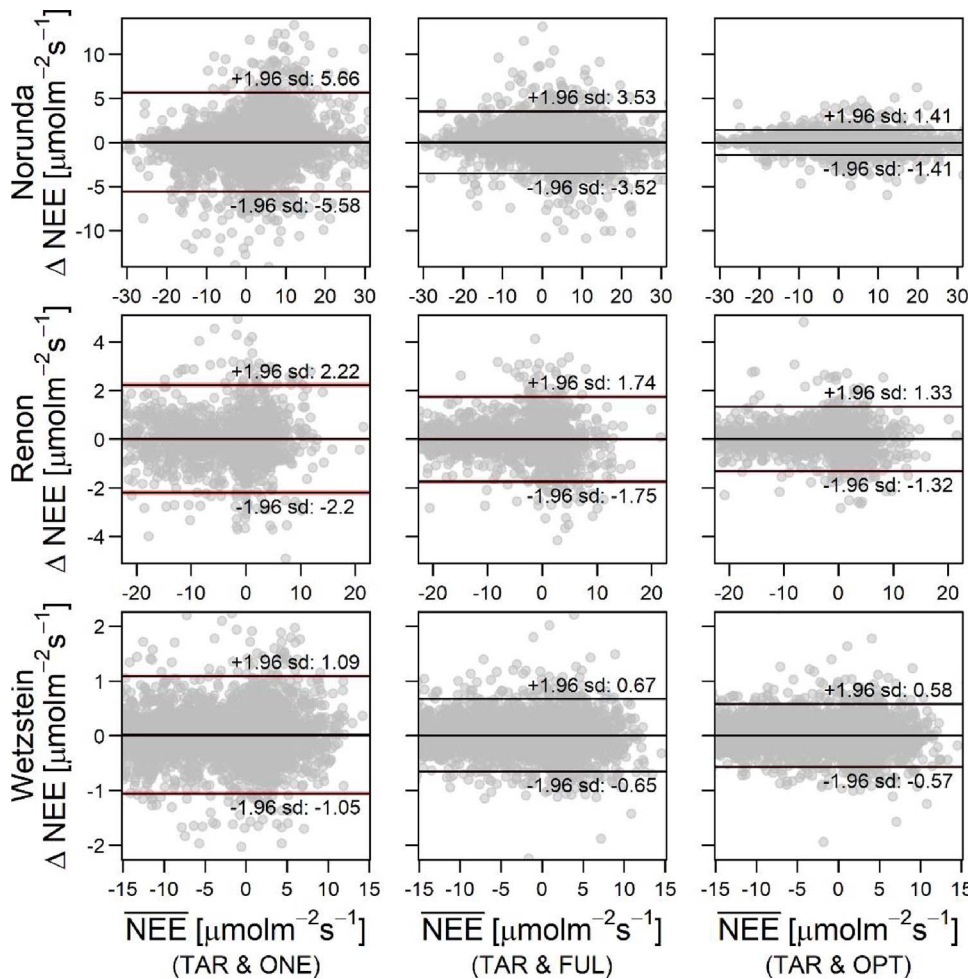 Norunda
Δ NEE [μmolm−2s−1]
10
5
0
-5
-10
+1.96 sd: 5.66
-1.96 sd: -5.58
+1.96 sd: 3.53
-1.96 sd: -3.52
+1.96 sd: 1.41
-1.96 sd: -1.41
-30 -20 -10 0 10 20 30
-30 -20 -10 0 10 20 30
-30 -20 -10 0 10 20 30
Renon
Δ NEE [μmolm−2s−1]
4
2
0
-2
-4
+1.96 sd: 2.22
-1.96 sd: -2.2
+1.96 sd: 1.74
-1.96 sd: -1.75
+1.96 sd: 1.33
-1.96 sd: -1.32
-20 -10 0 10 20
-20 -10 0 10 20
-20 -10 0 10 20
Wetzstein
Δ NEE [μmolm−2s−1]
2
1
0
-1
-2
+1.96 sd: 1.09
-1.96 sd: -1.05
+1.96 sd: 0.67
-1.96 sd: -0.65
+1.96 sd: 0.58
-1.96 sd: -0.57
-15 -10 -5 0 5 10 15
-15 -10 -5 0 5 10 15
-15 -10 -5 0 5 10 15
NEE [μmolm−2s−1]
(TAR & ONE)
NEE [μmolm−2s−1]
(TAR & FUL)
NEE [μmolm−2s−1]
(TAR & OPT)